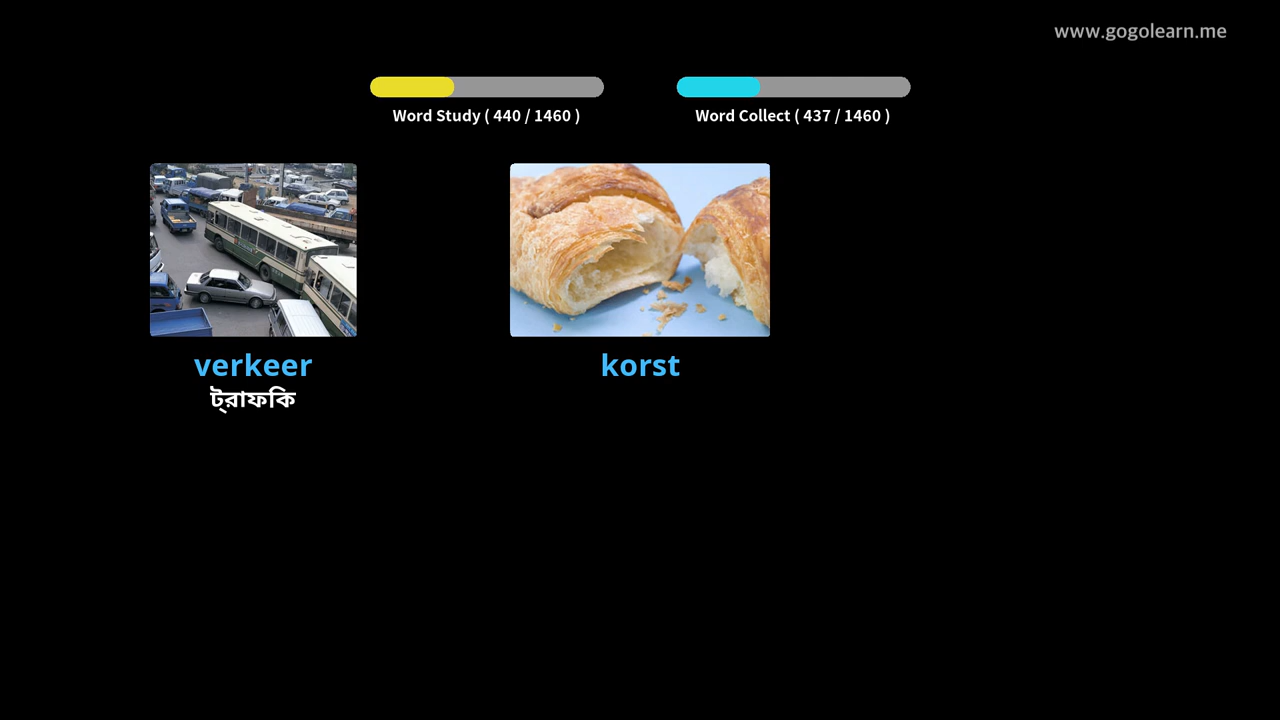 www.gogolearn.me
Word Study ( 440 / 1460 )
Word Collect ( 437 / 1460 )
verkeer
korst
ট্রাফিক